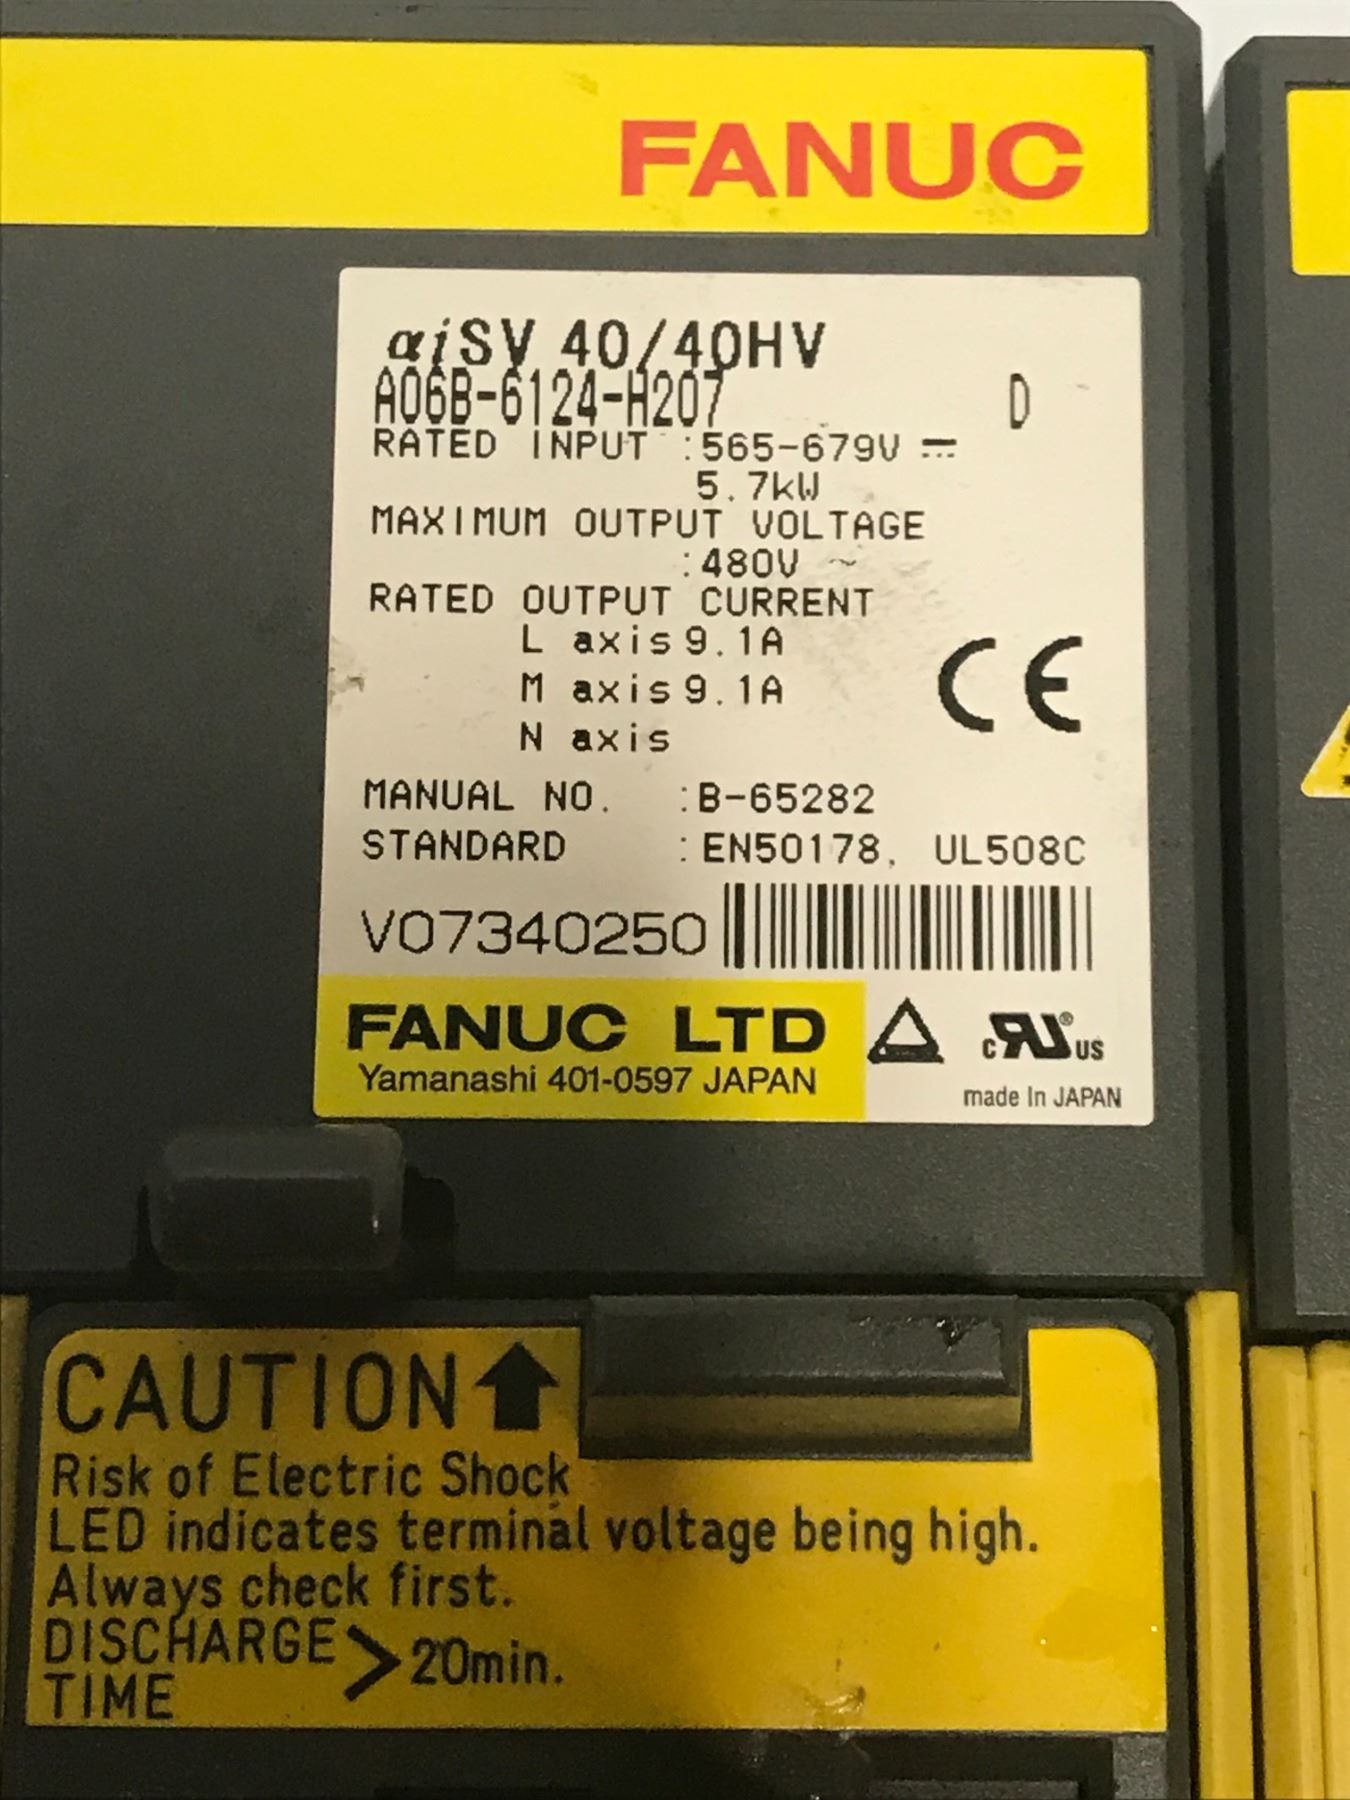 FANUC
αiSV 40/40HV
A06B-6124-H207 D
RATED INPUT :565-679V ⎓
5.7kW
MAXIMUM OUTPUT VOLTAGE
:480V ~
RATED OUTPUT CURRENT
L axis 9.1A
M axis 9.1A
N axis
CE
MANUAL NO. :B-65282
STANDARD :EN50178, UL508C
V07340250
FANUC LTD
Yamanashi 401-0597 JAPAN
c RU ® US
made In JAPAN
CAUTION
Risk of Electric Shock
LED indicates terminal voltage being high.
Always check first.
DISCHARGE
TIME > 20min.